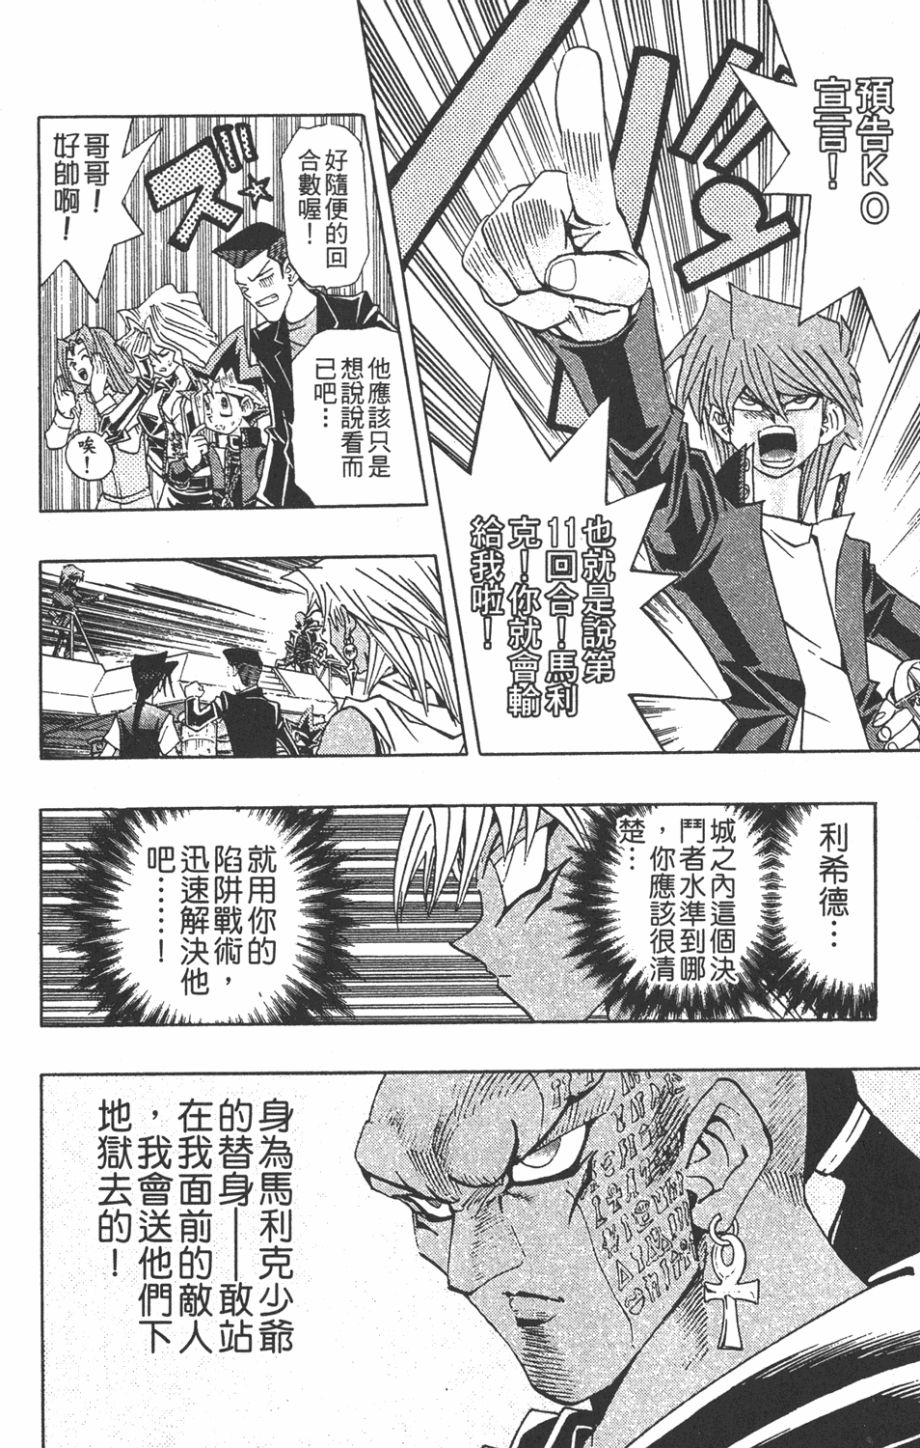 預告KO
宣言！
也就是說第
11回合！馬利
克！你就會輸
給我啦！
好隨便的回
合數喔！
哥哥！
好帥啊！
ズズ
他應該只是
想說說看而
已吧…
唉！
利希德…
城之內這個決
鬥者水準到哪
，你應該很清
楚…
就用你的
陷阱戰術，
迅速解決他
吧……！
身為馬利克少爺
的替身——敢站
在我面前的敵人
，我會送他們下
地獄去的！